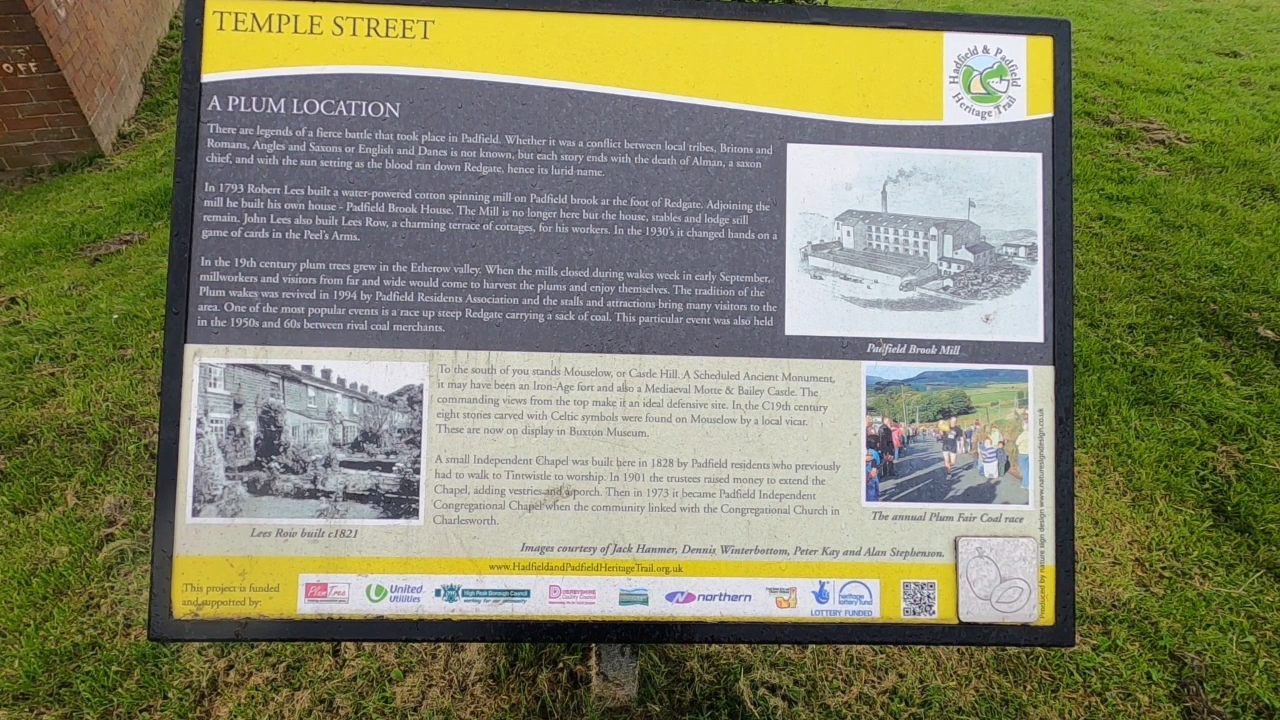 OFF
TEMPLE STREET
Hadfield & Padfield
Heritage Trail
A PLUM LOCATION
There are legends of a fierce battle that took place in Padfield. Whether it was a conflict between local tribes, Britons and
Romans, Angles and Saxons or English and Danes is not known, but each story ends with the death of Alman, a saxon
chief, and with the sun setting as the blood ran down Redgate, hence its lurid name.
In 1793 Robert Lees built a water-powered cotton spinning mill on Padfield brook at the foot of Redgate. Adjoining the
mill he built his own house - Padfield Brook House. The Mill is no longer here but the house, stables and lodge still
remain. John Lees also built Lees Row, a charming terrace of cottages, for his workers. In the 1930's it changed hands on a
game of cards in the Peel's Arms.
In the 19th century plum trees grew in the Etherow valley. When the mills closed during wakes week in early September,
millworkers and visitors from far and wide would come to harvest the plums and enjoy themselves. The tradition of the
Plum wakes was revived in 1994 by Padfield Residents Association and the stalls and attractions bring many visitors to the
area. One of the most popular events is a race up steep Redgate carrying a sack of coal. This particular event was also held
in the 1950s and 60s between rival coal merchants.
Padfield Brook Mill
To the south of you stands Mouselow, or Castle Hill. A Scheduled Ancient Monument,
it may have been an Iron-Age fort and also a Mediaeval Motte & Bailey Castle. The
commanding views from the top make it an ideal defensive site. In the C19th century
eight stones carved with Celtic symbols were found on Mouselow by a local vicar.
These are now on display in Buxton Museum.
A small Independent Chapel was built here in 1828 by Padfield residents who previously
had to walk to Tintwistle to worship. In 1901 the trustees raised money to extend the
Chapel, adding vestries and a porch. Then in 1973 it became Padfield Independent
Congregational Chapel when the community linked with the Congregational Church in
Charlesworth.
Lees Row built c1821
The annual Plum Fair Coal race
Images courtesy of Jack Hanmer, Dennis Winterbottom, Peter Kay and Alan Stephenson.
www.HadfieldandPadfieldHeritageTrail.org.uk
This project is funded
and supported by:
United
Utilities
High Peak Borough Council
working for our community
DERBYSHIRE
County Council
northern
LOTTERY FUNDED
heritage
lottery fund
Produced by nature sign design www.naturesigndesign.co.uk